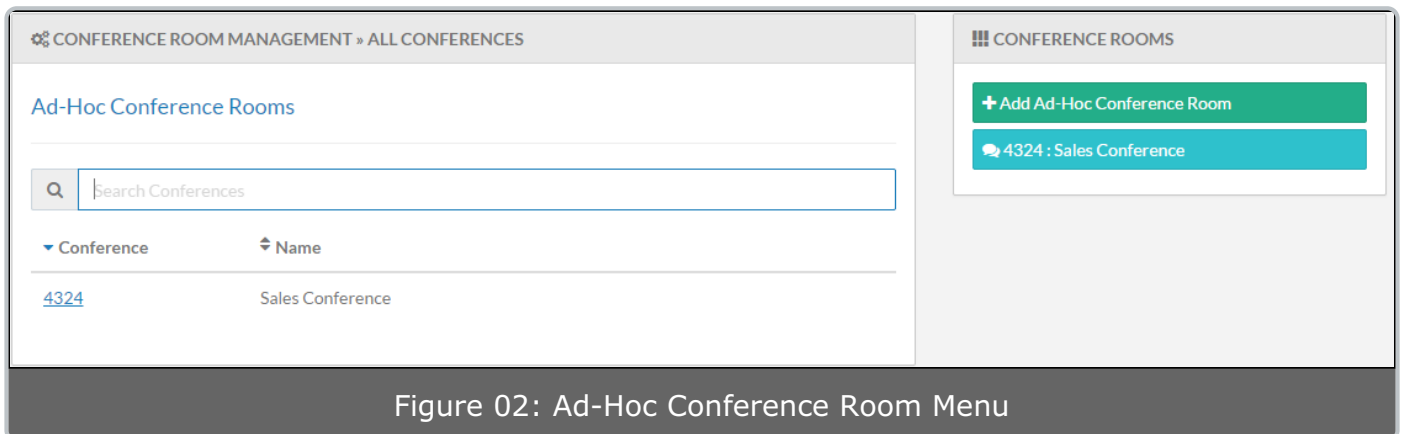 CONFERENCE ROOM MANAGEMENT » ALL CONFERENCES
Ad-Hoc Conference Rooms
Search Conferences
Conference Name
4324 Sales Conference
CONFERENCE ROOMS
Add Ad-Hoc Conference Room
4324 : Sales Conference
Figure 02: Ad-Hoc Conference Room Menu